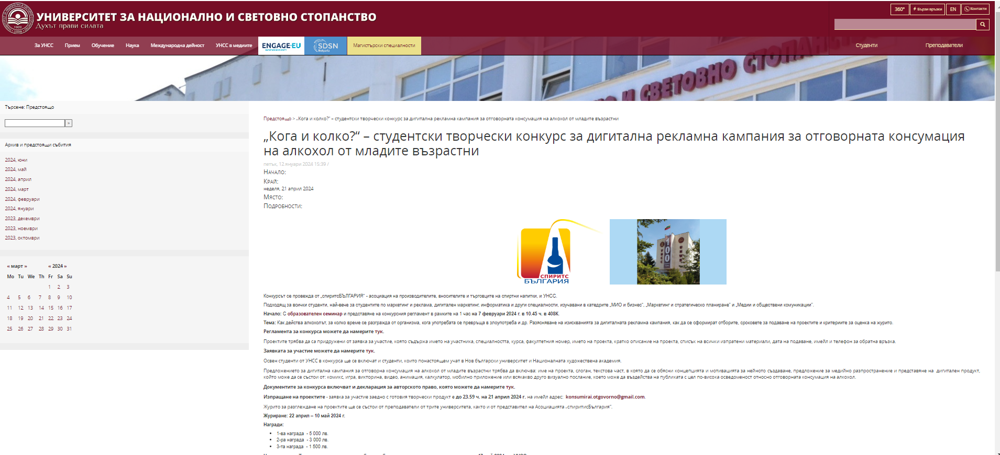 УНИВЕРСИТЕТ ЗА НАЦИОНАЛНО И СВЕТОВНО СТОПАНСТВО
Духът прави силата
360°
Бързи връзки
EN
Контакти
За УНСС
Прием
Обучение
Наука
Международна дейност
УНСС в медиите
ENGAGE·EU
SDSN
Bulgaria
Магистърски специалности
Студенти
Преподаватели
И СВЕТОВНО СТОПАН
Търсене: Предстоящо
»
Архив и предстоящи събития
2024, юни
2024, май
2024, април
2024, март
2024, февруари
2024, януари
2023, декември
2023, ноември
2023, октомври
« март » « 2024 »
Mo Tu We Th Fr Sa Su
1 2 3
4 5 6 7 8 9 10
11 12 13 14 15 16 17
18 19 20 21 22 23 24
25 26 27 28 29 30 31
Предстоящо > „Кога и колко?“ – студентски творчески конкурс за дигитална рекламна кампания за отговорната консумация на алкохол от младите възрастни
„Кога и колко?“ – студентски творчески конкурс за дигитална рекламна кампания за отговорната консумация
на алкохол от младите възрастни
петък, 12 януари 2024 15:39 /
Начало:
Край:
неделя, 21 април 2024
Място:
Подробности:
СПИРИТС
БЪЛГАРИЯ
100
УНСС
Конкурсът се провежда от „спиритсБЪЛГАРИЯ“ - асоциация на производителите, вносителите и търговците на спиртни напитки, и УНСС.
Подходящ за всички студенти, най-вече за студентите по маркетинг и реклама, дигитален маркетинг, информатика и други специалности, изучавани в катедрите „МИО и бизнес“, „Маркетинг и стратегическо планиране“ и „Медии и обществени комуникации“.
Начало: С образователен семинар и представяне на конкурсния регламент в рамките на 1 час на 7 февруари 2024 г. в 10.45 ч. в 408К.
Тема: Как действа алкохолът, за колко време се разгражда от организма, кога употребата се превръща в злоупотреба и др. Разясняване на изискванията за дигиталната рекламна кампания, как да се сформират отборите, сроковете за подаване на проектите и критериите за оценка на журито.
Регламента за конкурса можете да намерите тук.
Проектите трябва да са придружени от заявка за участие, която съдържа името на участника, специалността, курса, факултетния номер, името на проекта, кратко описание на проекта, списък на всички изпратени материали, дата на подаване, имейл и телефон за обратна връзка.
Заявката за участие можете да намерите тук.
Освен студенти от УНСС в конкурса ще се включат и студенти, които понастоящем учат в Нов български университет и Националната художествена академия.
Предложението за дигитална кампания за отговорна консумация на алкохол от младите възрастни трябва да включва: име на проекта, слоган, текстова част, в която да се обясни концепцията и мотивацията за нейното създаване, предложение за медийно разпространение и представяне на дигитален продукт,
който може да се състои от: комикс, игра, викторина, видео, анимация, калкулатор, мобилно приложение или всякакво друго визуално послание, което може да въздейства на публиката с цел по-висока осведоменост относно отговорната консумация на алкохол.
Документите за конкурса включват и декларация за авторското право, която можете да намерите тук.
Изпращане на проектите - заявка за участие заедно с готовия творчески продукт е до 23.59 ч. на 21 април 2024 г. на имейл адрес: konsumirai.otgovorno@gmail.com.
Журито за разглеждане на проектите ще се състои от преподаватели от трите университета, както и от представител на Асоциацията „спиритисБългария“.
Журиране: 22 април – 10 май 2024 г.
Награди:
• 1-ва награда - 5 000 лв.
• 2-ра награда - 3 000 лв.
• 3-та награда - 1 500 лв.